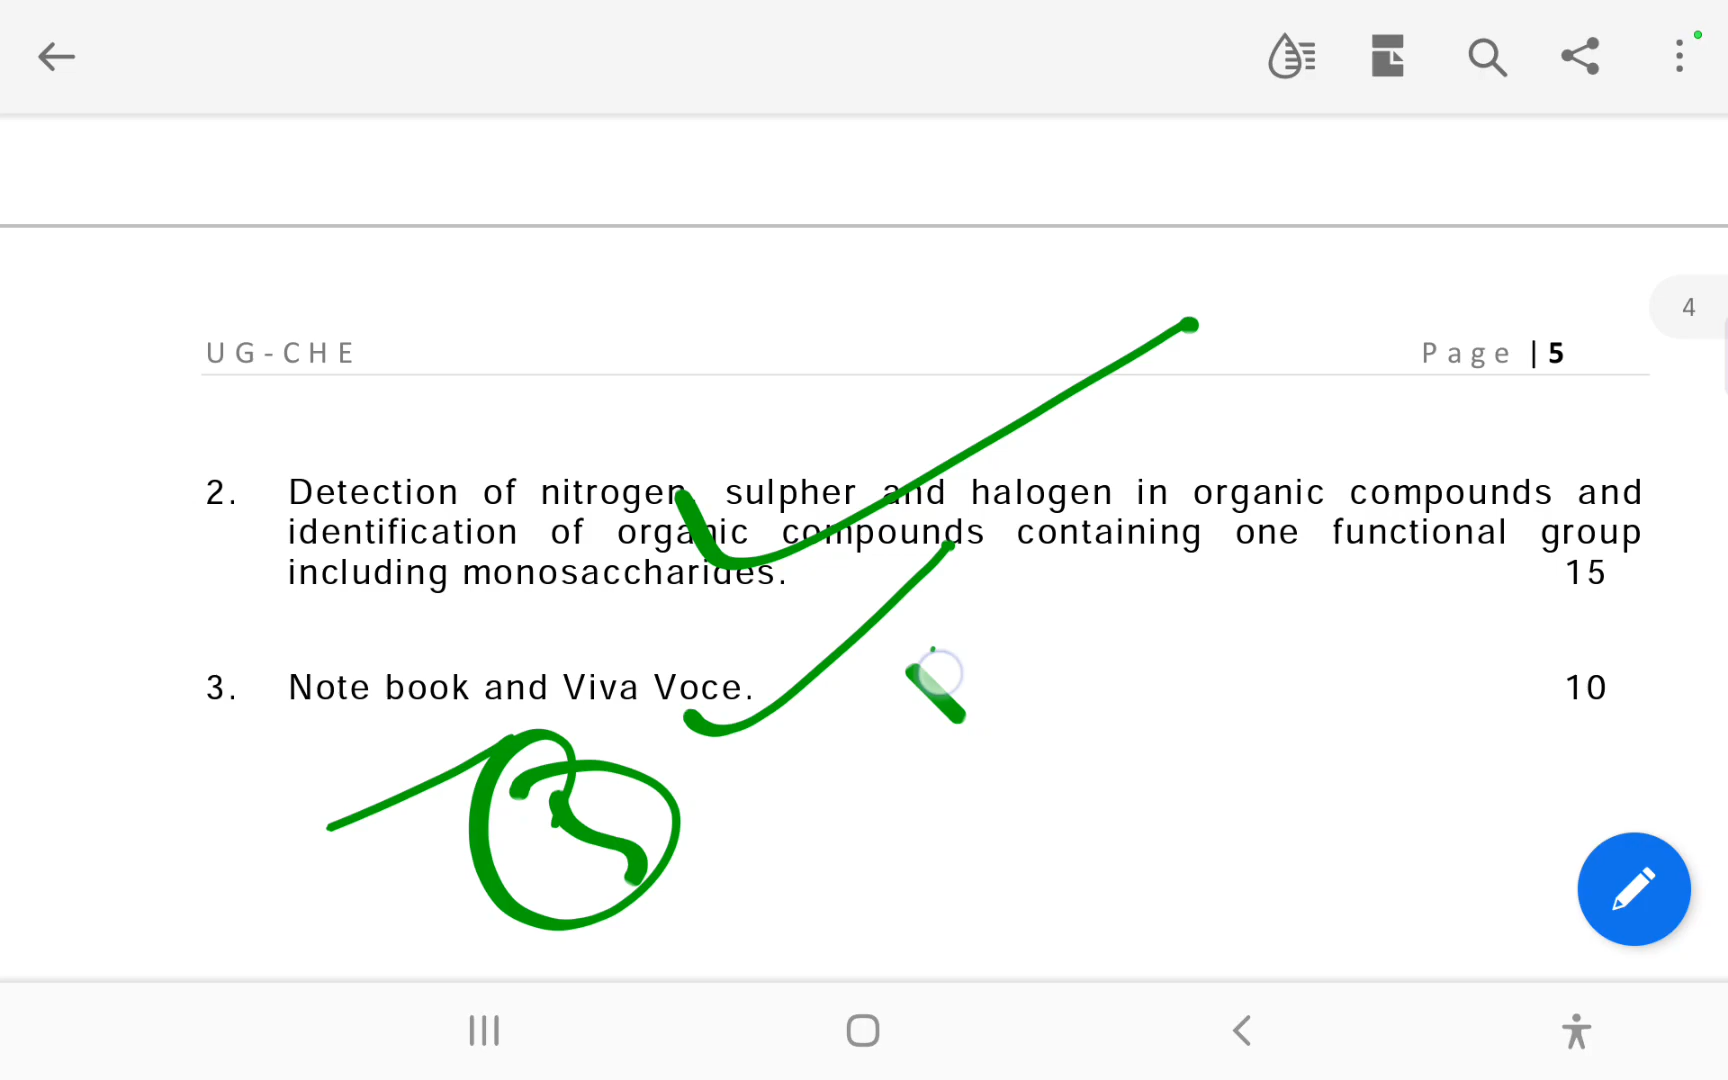 4
UG-CHE Page |5
2. Detection of nitrogen, sulpher and halogen in organic compounds and
identification of organic compounds containing one functional group
including monosaccharides. 15
3. Note book and Viva Voce. 10